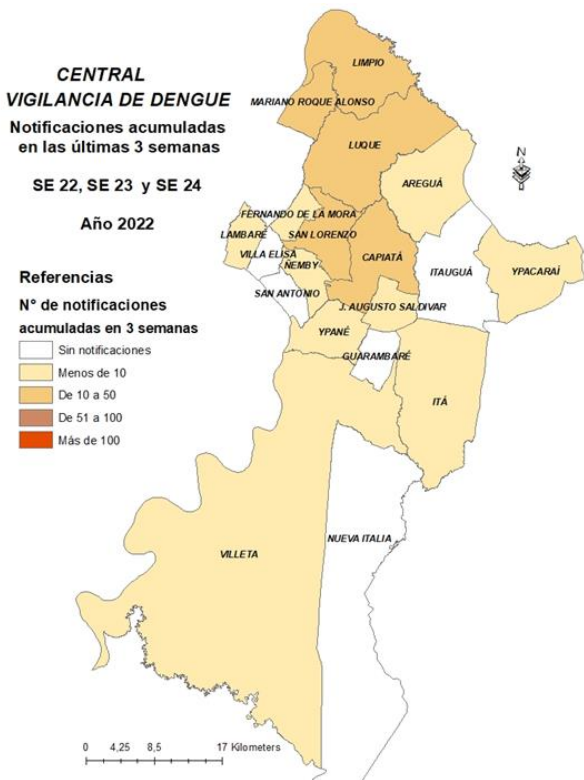 CENTRAL
VIGILANCIA DE DENGUE
Notificaciones acumuladas
en las últimas 3 semanas
SE 22, SE 23 y SE 24
Año 2022
Referencias
N° de notificaciones
acumuladas en 3 semanas
Sin notificaciones
Menos de 10
De 10 a 50
De 51 a 100
Más de 100
LIMPIO
MARIANO ROQUE ALONSO
LUQUE
N
AREGUÁ
FERNANDO DE LA MORA
LAMBARÉ
SAN LORENZO
VILLA ELISA
CAPIATÁ
ITAUGUÁ
YPACARAÍ
ÑEMBY
SAN ANTONIO
J. AUGUSTO SALDIVAR
YPANÉ
GUARAMBARÉ
ITÁ
NUEVA ITALIA
VILLETA
0 4,25 8,5 17 Kilometers